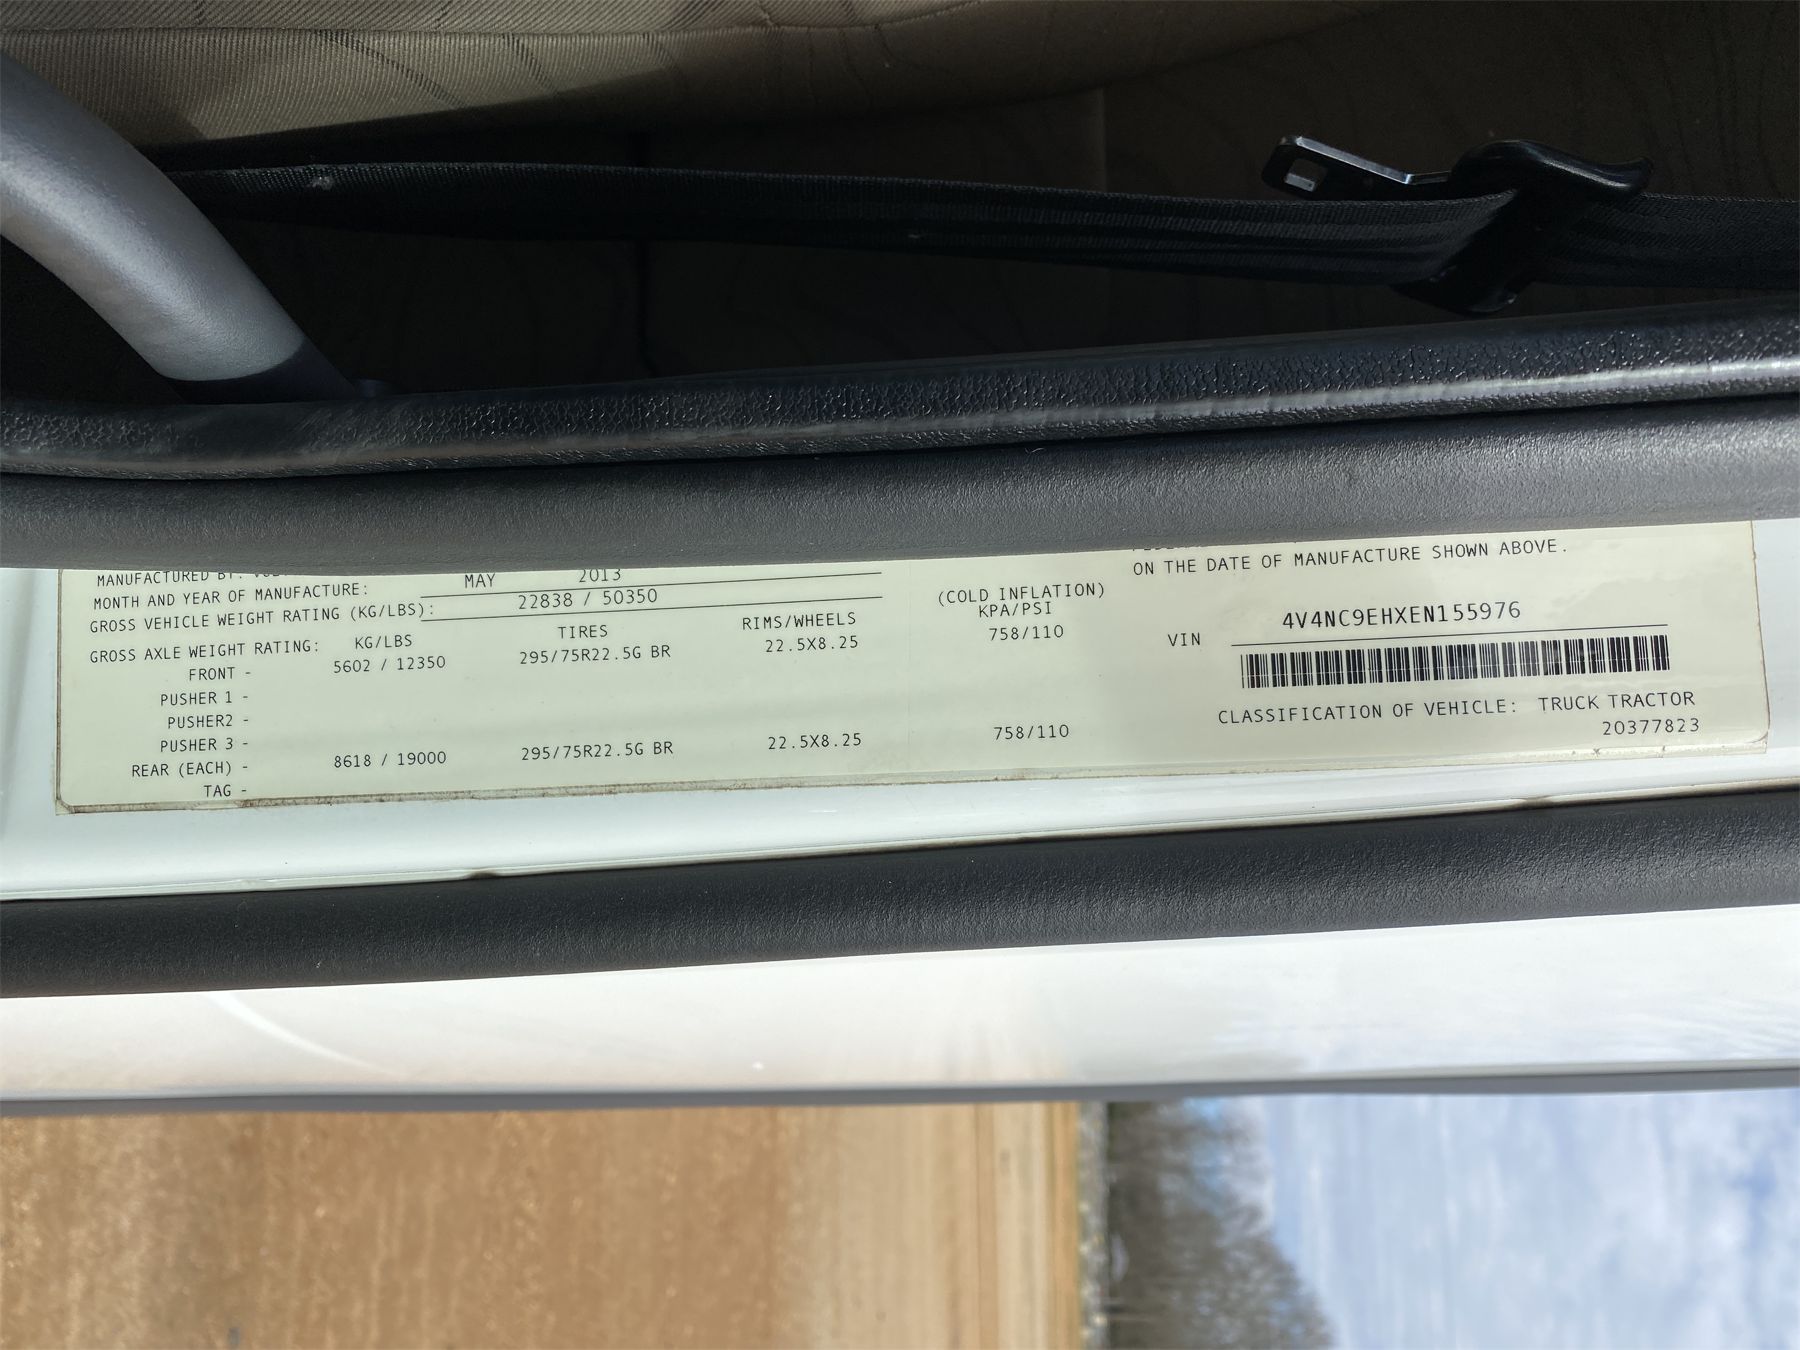 MANUFACTURED BY:
MONTH AND YEAR OF MANUFACTURE: MAY 2013
GROSS VEHICLE WEIGHT RATING (KG/LBS): 22838 / 50350
GROSS AXLE WEIGHT RATING: KG/LBS TIRES RIMS/WHEELS (COLD INFLATION) KPA/PSI
FRONT - 5602 / 12350 295/75R22.5G BR 22.5X8.25 758/110
PUSHER 1 -
PUSHER2 -
PUSHER 3 -
REAR (EACH) - 8618 / 19000 295/75R22.5G BR 22.5X8.25 758/110
TAG -
ON THE DATE OF MANUFACTURE SHOWN ABOVE.
VIN 4V4NC9EHXEN155976
CLASSIFICATION OF VEHICLE: TRUCK TRACTOR
20377823